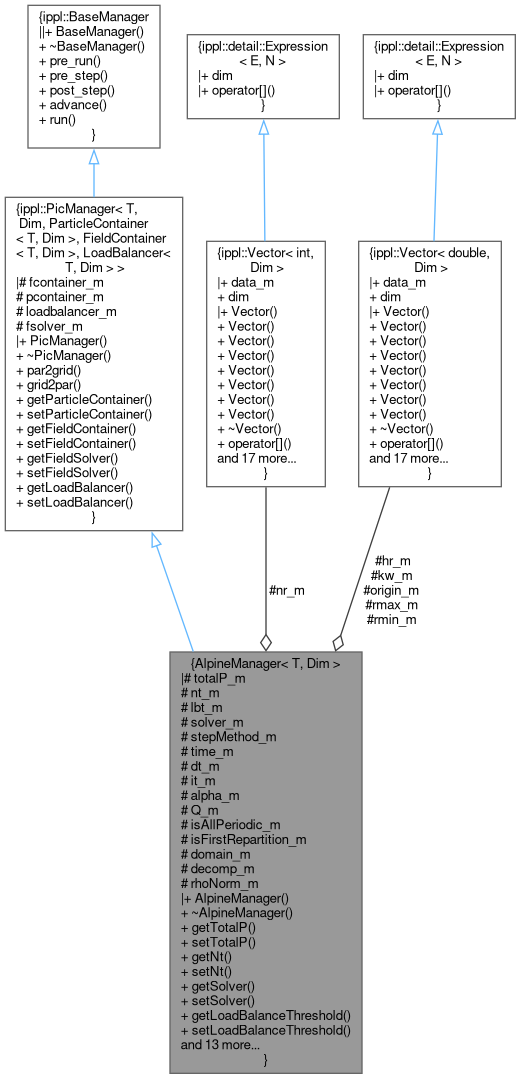 {ippl::BaseManager
||+ BaseManager()
+ ~BaseManager()
+ pre_run()
+ pre_step()
+ post_step()
+ advance()
+ run()
}
{ippl::detail::Expression
< E, N >
|+ dim
|+ operator[]()
}
{ippl::detail::Expression
< E, N >
|+ dim
|+ operator[]()
}
{ippl::PicManager< T,
Dim, ParticleContainer
< T, Dim >, FieldContainer
< T, Dim >, LoadBalancer<
T, Dim > >
|# fcontainer_m
# pcontainer_m
# loadbalancer_m
# fsolver_m
|+ PicManager()
+ ~PicManager()
+ par2grid()
+ grid2par()
+ getParticleContainer()
+ setParticleContainer()
+ getFieldContainer()
+ setFieldContainer()
+ getFieldSolver()
+ setFieldSolver()
+ getLoadBalancer()
+ setLoadBalancer()
}
{ippl::Vector< int,
Dim >
|+ data_m
+ dim
|+ Vector()
+ Vector()
+ Vector()
+ Vector()
+ Vector()
+ Vector()
+ Vector()
+ Vector()
+ ~Vector()
+ operator[]()
and 17 more...
}
{ippl::Vector< double,
Dim >
|+ data_m
+ dim
|+ Vector()
+ Vector()
+ Vector()
+ Vector()
+ Vector()
+ Vector()
+ Vector()
+ Vector()
+ ~Vector()
+ operator[]()
and 17 more...
}
#nr_m
#hr_m
#kw_m
#origin_m
#rmax_m
#rmin_m
{AlpineManager< T, Dim >
|# totalP_m
# nt_m
# lbt_m
# solver_m
# stepMethod_m
# time_m
# dt_m
# it_m
# alpha_m
# Q_m
# isAllPeriodic_m
# isFirstRepartition_m
# domain_m
# decomp_m
# rhoNorm_m
|+ AlpineManager()
+ ~AlpineManager()
+ getTotalP()
+ setTotalP()
+ getNt()
+ setNt()
+ getSolver()
+ setSolver()
+ getLoadBalanceThreshold()
+ setLoadBalanceThreshold()
and 13 more...
}